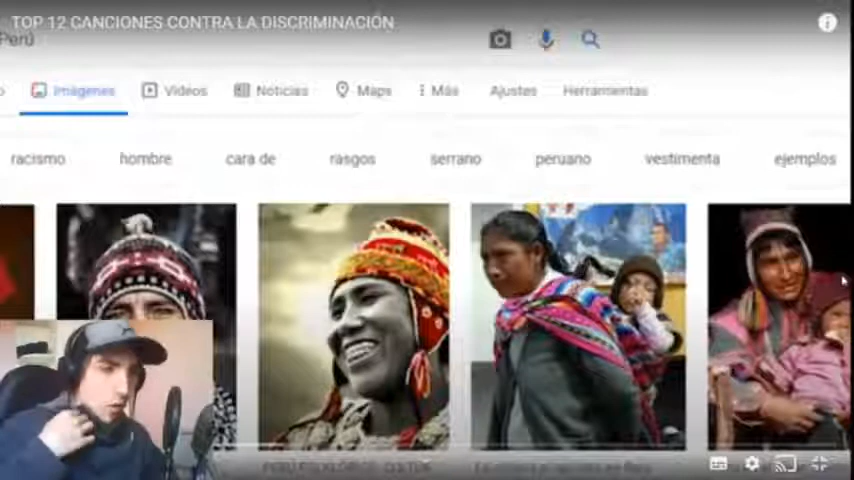 TOP 12 CANCIONES CONTRA LA DISCRIMINACIÓN
Perú
Imágenes Vídeos Noticias Maps Más Ajustes Herramientas
racismo hombre cara de rasgos serrano peruano vestimenta ejemplos